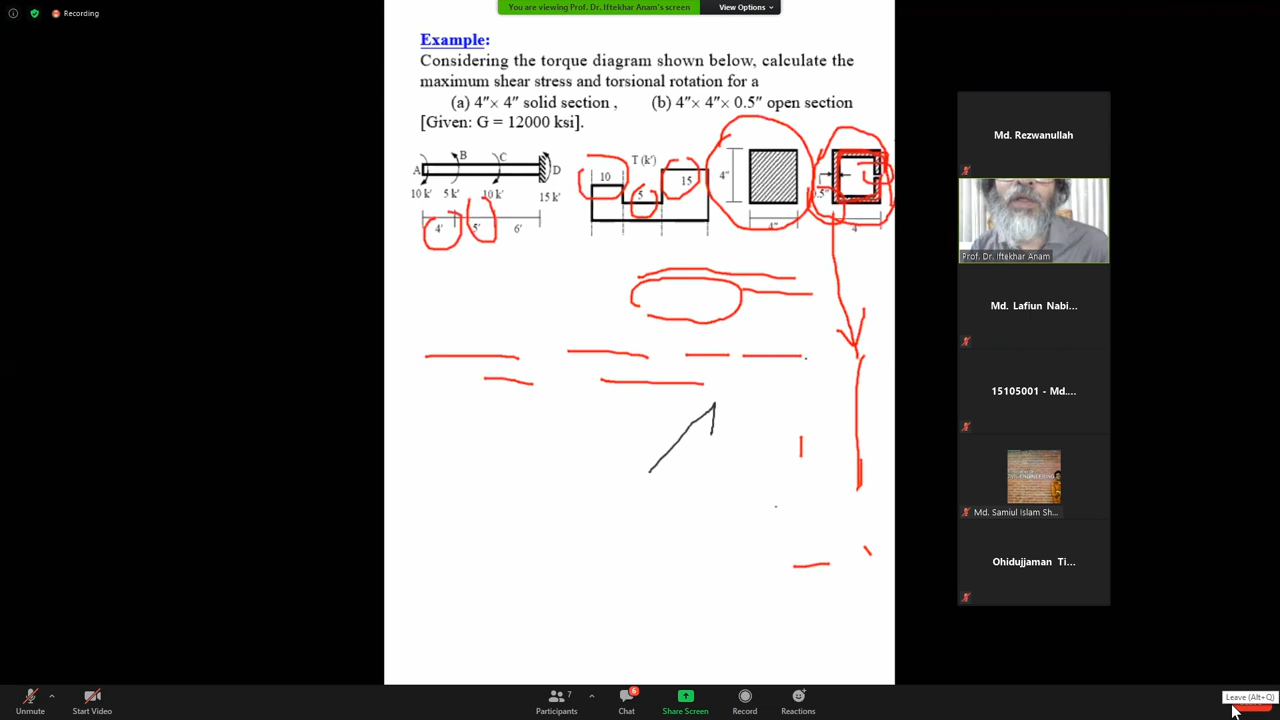 Recording
You are viewing Prof. Dr. Iftekhar Anam's screen
View Options
Example:
Considering the torque diagram shown below, calculate the
maximum shear stress and torsional rotation for a
(a) 4″× 4″ solid section , (b) 4″× 4″× 0.5″ open section
[Given: G = 12000 ksi].
A B C D
10 k′ 5 k′ 10 k′ 15 k′
4′ 5′ 6′
T (k′)
10 5 15
4″
4″
0.5″
4″
Md. Rezwanullah
Prof. Dr. Iftekhar Anam
Md. Lafiun Nabi...
15105001 - Md....
Md. Samiul Islam Sh...
Ohidujjaman Ti...
Leave (Alt+Q)
Unmute
Start Video
7
Participants
6
Chat
Share Screen
Record
Reactions